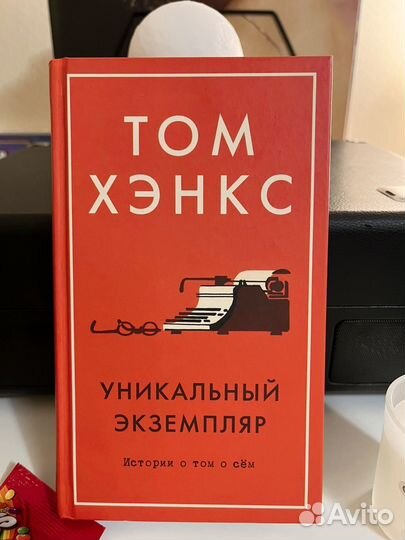 ТОМ
ХЭНКС
УНИКАЛЬНЫЙ
ЭКЗЕМПЛЯР
Истории о том о сём
Avito